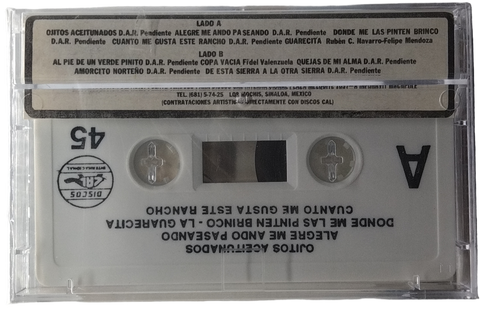 LADO A
OJITOS ACEITUNADOS D.A.R. Pendiente ALEGRE ME ANDO PASEANDO D.A.R. Pendiente DONDE ME LAS PINTEN BRINCO
D.A.R. Pendiente CUANTO ME GUSTA ESTE RANCHO D.A.R. Pendiente GUARECITA Rubén C. Navarro-Felipe Mendoza
LADO B
AL PIE DE UN VERDE PINITO D.A.R. Pendiente COPA VACIA Fidel Valenzuela QUEJAS DE MI ALMA D.A.R. Pendiente
AMORCITO NORTEÑO D.A.R. Pendiente DE ESTA SIERRA A LA OTRA SIERRA D.A.R. Pendiente
TEL. (681) 5-74-25 LOS MOCHIS, SINALOA, MEXICO
(CONTRATACIONES ARTISTICAS DIRECTAMENTE CON DISCOS CAL)
A
45
DISCOS
CAL
INTERNACIONAL
OJITOS ACEITUNADOS
ALEGRE ME ANDO PASEANDO
DONDE ME LAS PINTEN BRINCO - LA GUARECITA
CUANTO ME GUSTA ESTE RANCHO